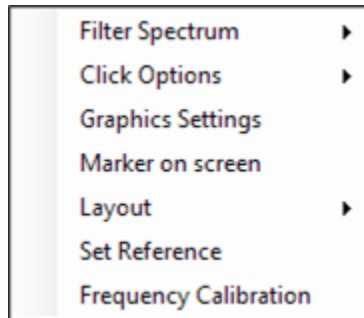 Filter Spectrum
Click Options
Graphics Settings
Marker on screen
Layout
Set Reference
Frequency Calibration